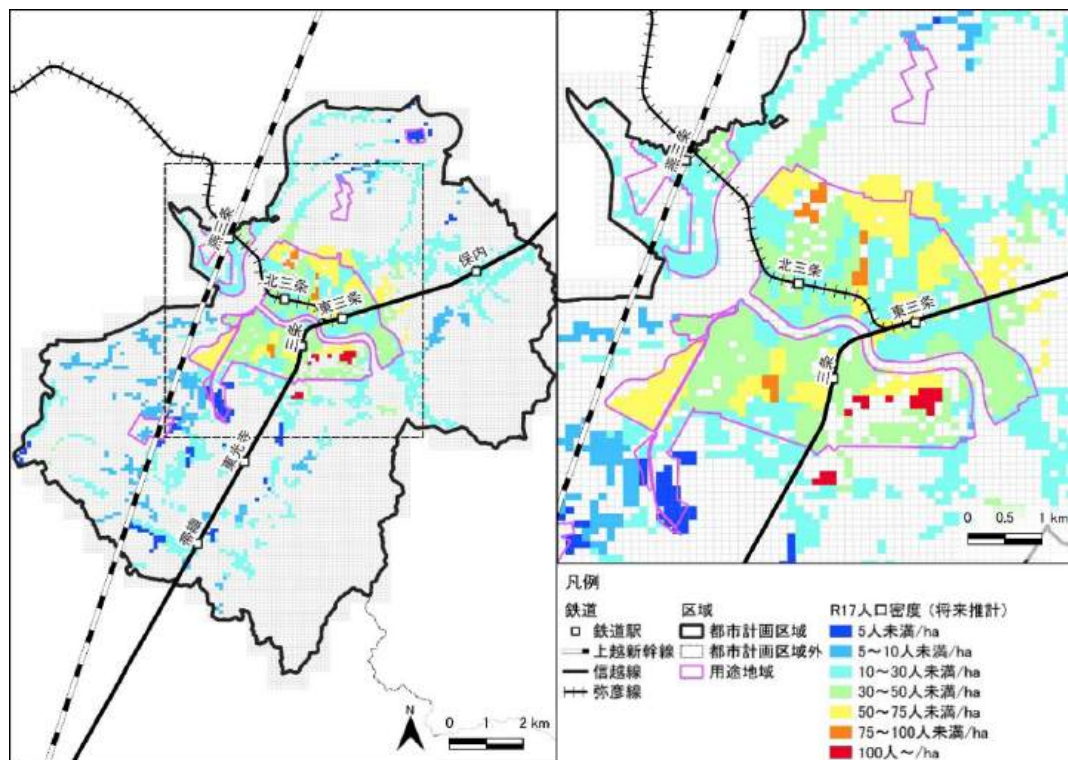 燕三条
北三条
東三条
保内
三条
東光寺
帯織
N
0 1 2 km
燕三条
北三条
東三条
三条
0 0.5 1 km
凡例
鉄道
鉄道駅
上越新幹線
信越線
弥彦線
区域
都市計画区域
都市計画区域外
用途地域
R17人口密度（将来推計）
5人未満/ha
5～10人未満/ha
10～30人未満/ha
30～50人未満/ha
50～75人未満/ha
75～100人未満/ha
100人～/ha